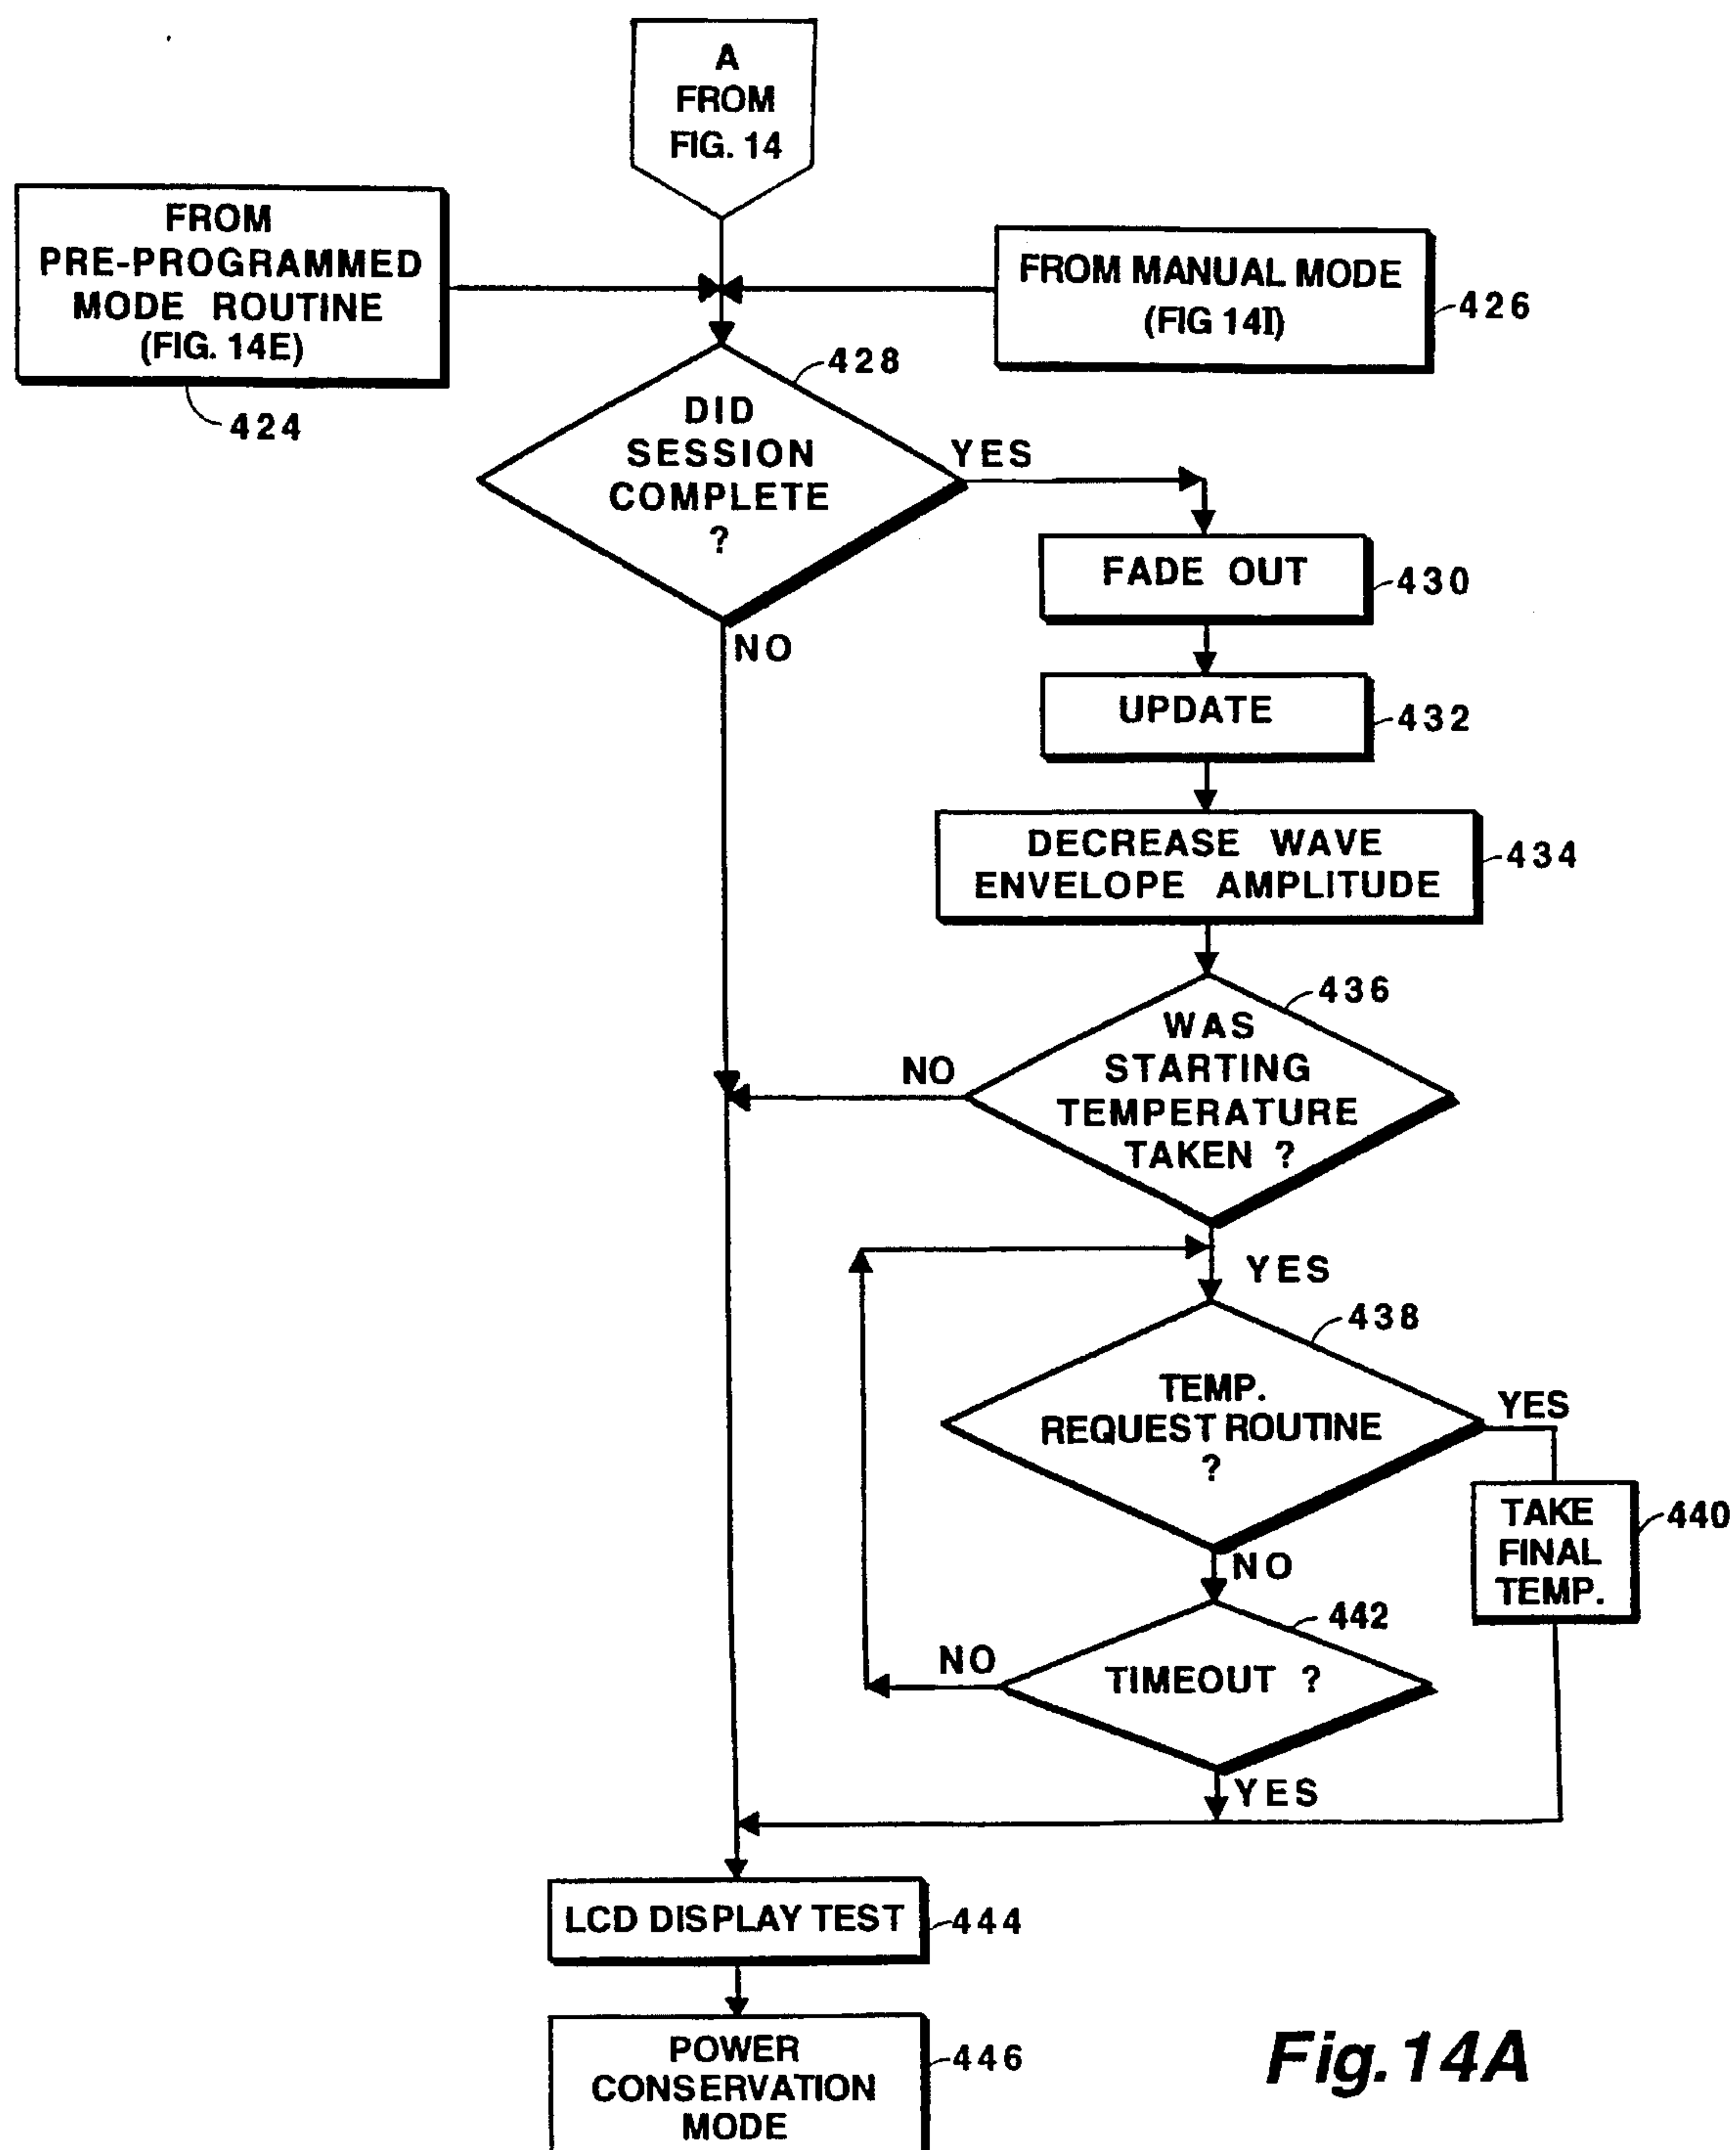 A
FROM
FIG. 14
FROM
PRE-PROGRAMMED
MODE ROUTINE
(FIG. 14E)
424
FROM MANUAL MODE
(FIG 14I)
426
428
DID
SESSION
COMPLETE
?
YES
NO
FADE OUT
430
UPDATE
432
DECREASE WAVE
ENVELOPE AMPLITUDE
434
436
WAS
STARTING
TEMPERATURE
TAKEN ?
NO
YES
438
TEMP.
REQUEST ROUTINE
?
YES
NO
TAKE
FINAL
TEMP.
440
442
TIMEOUT ?
NO
YES
LCD DISPLAY TEST
444
POWER
CONSERVATION
MODE
446
Fig.14A